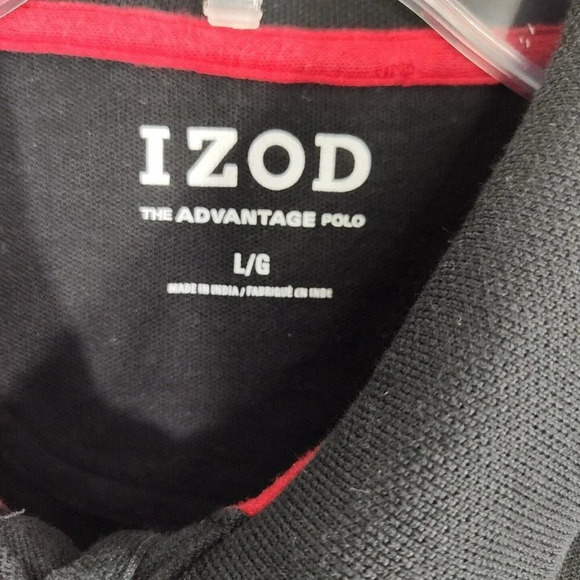 IZOD
THE ADVANTAGE POLO
L/G
MADE IN INDIA / FABRIQUÉ EN INDE